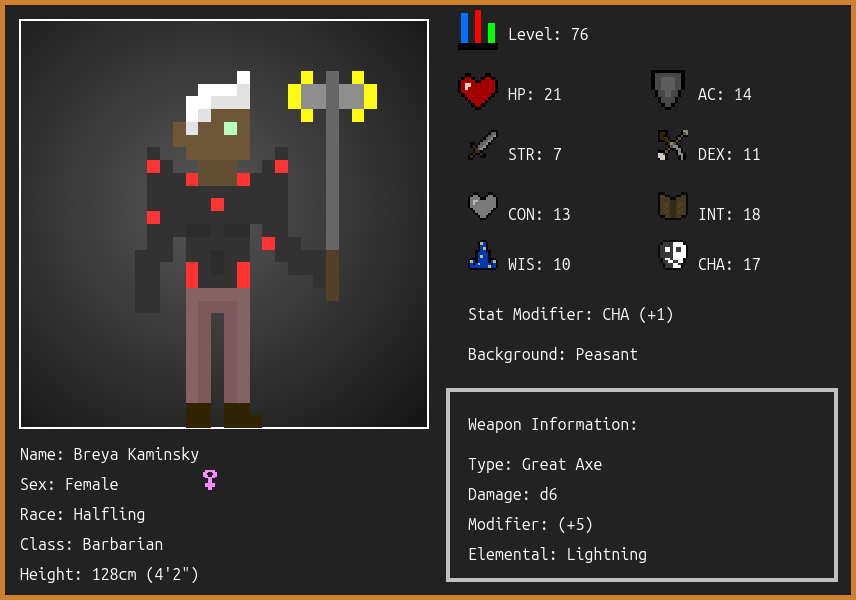 Level: 76
HP: 21
AC: 14
STR: 7
DEX: 11
CON: 13
INT: 18
WIS: 10
CHA: 17
Stat Modifier: CHA (+1)
Background: Peasant
Weapon Information:
Type: Great Axe
Damage: d6
Modifier: (+5)
Elemental: Lightning
Name: Breya Kaminsky
Sex: Female
Race: Halfling
Class: Barbarian
Height: 128cm (4'2")